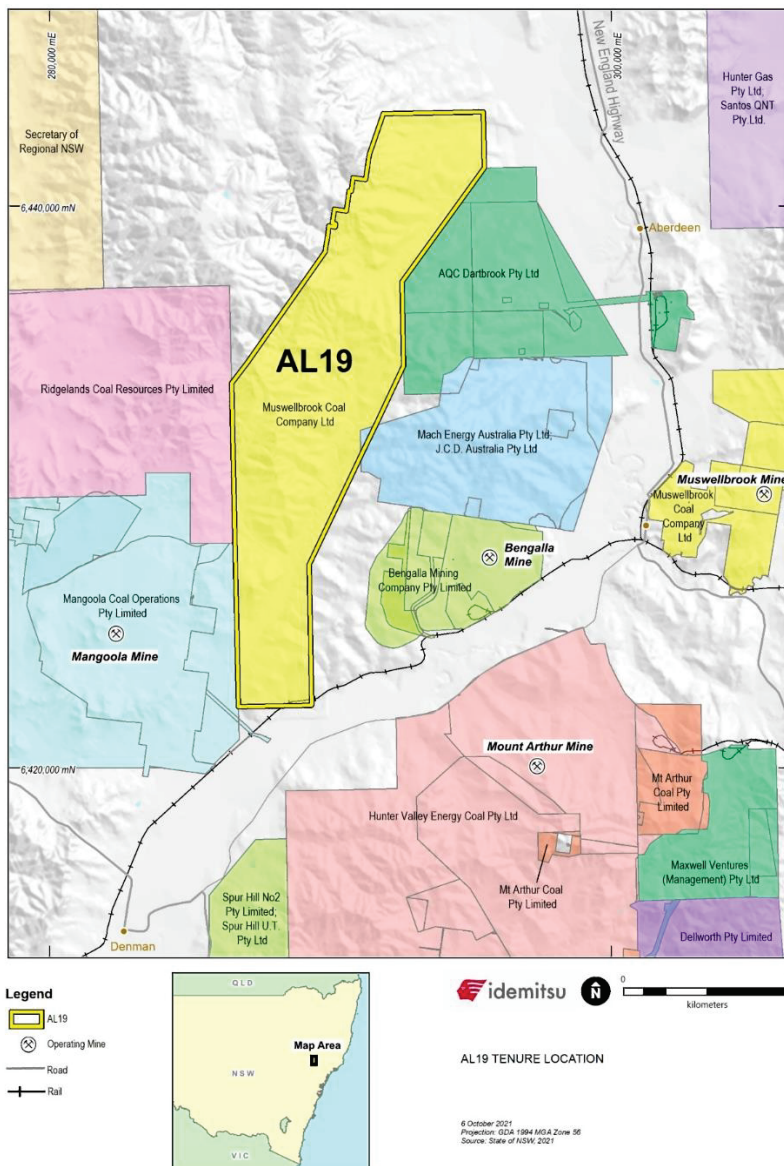 280,000 mE
300,000 mE
New England Highway
Hunter Gas
Pty Ltd;
Santos QNT
Pty.Ltd.
Secretary of
Regional NSW
6,440,000 mN
Aberdeen
AQC Dartbrook Pty Ltd
AL19
Muswellbrook Coal
Company Ltd
Ridgelands Coal Resources Pty Limited
Mach Energy Australia Pty Ltd;
J.C.D. Australia Pty Ltd
Muswellbrook Mine
Muswellbrook
Coal
Company
Ltd
Bengalla
Mine
Bengalla Mining
Company Pty Limited
Mangoola Coal Operations
Pty Limited
Mangoola Mine
Mount Arthur Mine
6,420,000 mN
Mt Arthur
Coal Pty
Limited
Hunter Valley Energy Coal Pty Ltd
Maxwell Ventures
(Management) Pty Ltd
Mt Arthur Coal
Pty Limited
Spur Hill No2
Pty Limited;
Spur Hill U.T.
Pty Ltd
Dellworth Pty Limited
Denman
Legend
AL19
Operating Mine
Road
Rail
QLD
Map Area
NSW
VIC
idemitsu
N
0
kilometers
AL19 TENURE LOCATION
6 October 2021
Projection: GDA 1994 MGA Zone 56
Source: State of NSW, 2021